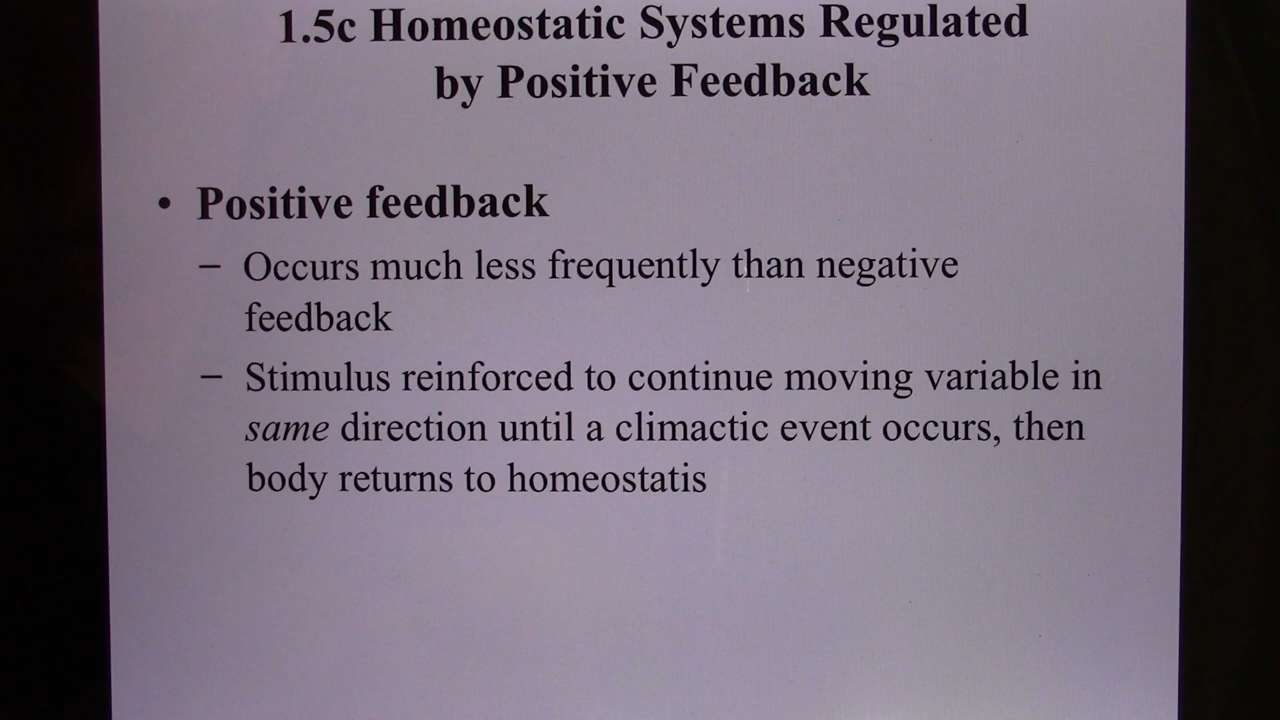 1.5c Homeostatic Systems Regulated
by Positive Feedback
• Positive feedback
– Occurs much less frequently than negative
feedback
– Stimulus reinforced to continue moving variable in
same direction until a climactic event occurs, then
body returns to homeostatis